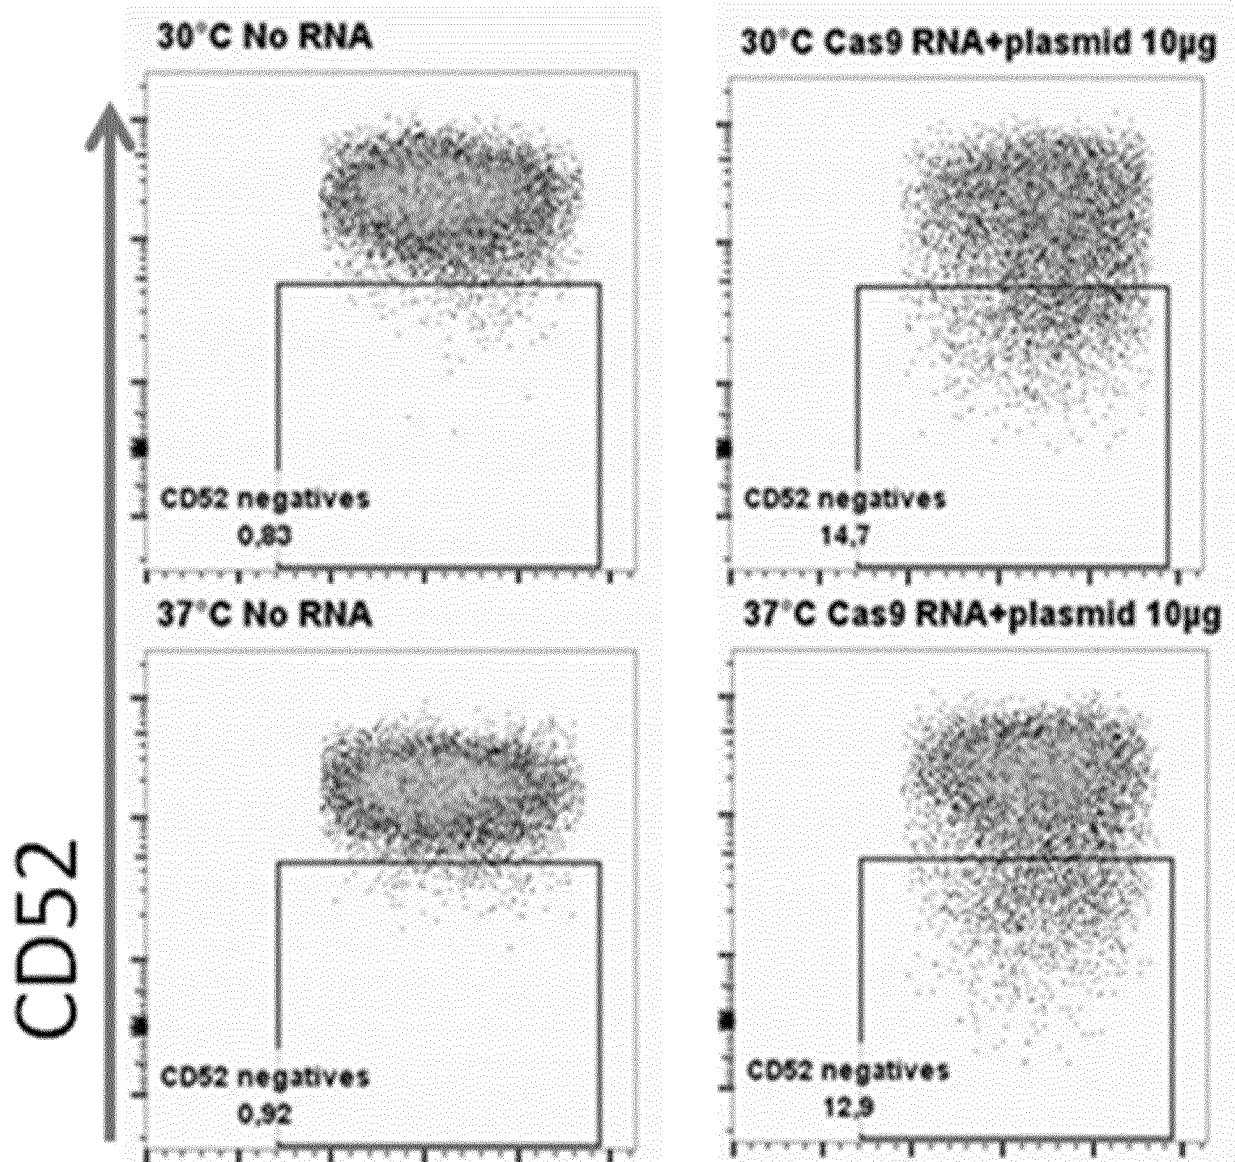 30°C No RNA
30°C Cas9 RNA+plasmid 10µg
CD52 negatives
0,83
CD52 negatives
14,7
37°C No RNA
37°C Cas9 RNA+plasmid 10µg
CD52 negatives
0,92
CD52 negatives
12,9
CD52